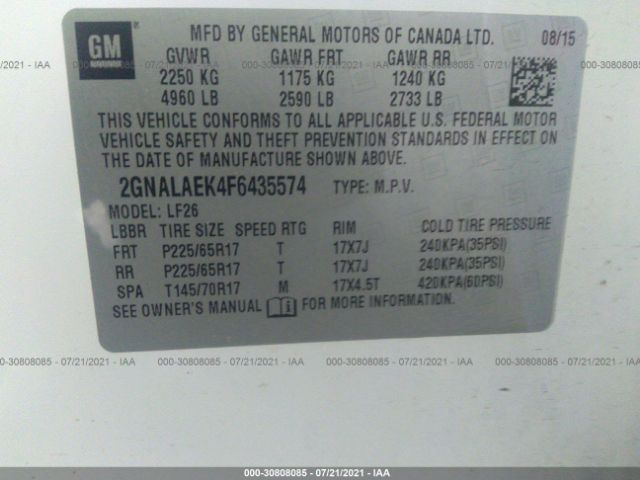 GM
MFD BY GENERAL MOTORS OF CANADA LTD. 08/15
GVWR GAWR FRT GAWR RR
2250 KG 1175 KG 1240 KG
4960 LB 2590 LB 2733 LB
THIS VEHICLE CONFORMS TO ALL APPLICABLE U.S. FEDERAL MOTOR
VEHICLE SAFETY AND THEFT PREVENTION STANDARDS IN EFFECT ON
THE DATE OF MANUFACTURE SHOWN ABOVE.
2GNALAEK4F6435574 TYPE: M.P.V.
MODEL: LF26
LBBR TIRE SIZE SPEED RTG RIM COLD TIRE PRESSURE
FRT P225/65R17 T 17X7J 240KPA(35PSI)
RR P225/65R17 T 17X7J 240KPA(35PSI)
SPA T145/70R17 M 17X4.5T 420KPA(60PSI)
SEE OWNER'S MANUAL FOR MORE INFORMATION.
000-30808085 - 07/21/2021 - IAA